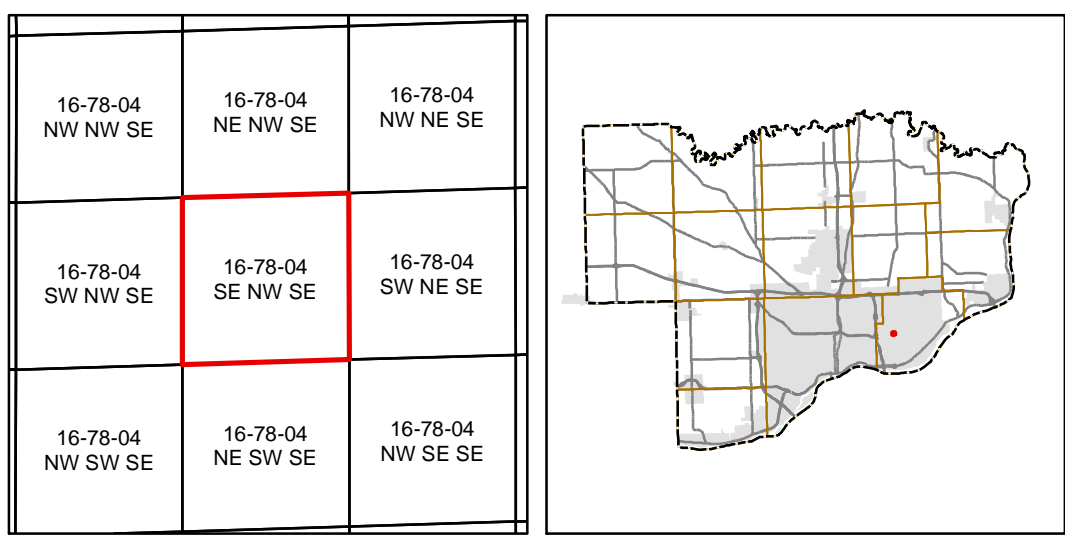 16-78-04
NW NW SE
16-78-04
NE NW SE
16-78-04
NW NE SE
16-78-04
SW NW SE
16-78-04
SE NW SE
16-78-04
SW NE SE
16-78-04
NW SW SE
16-78-04
NE SW SE
16-78-04
NW SE SE